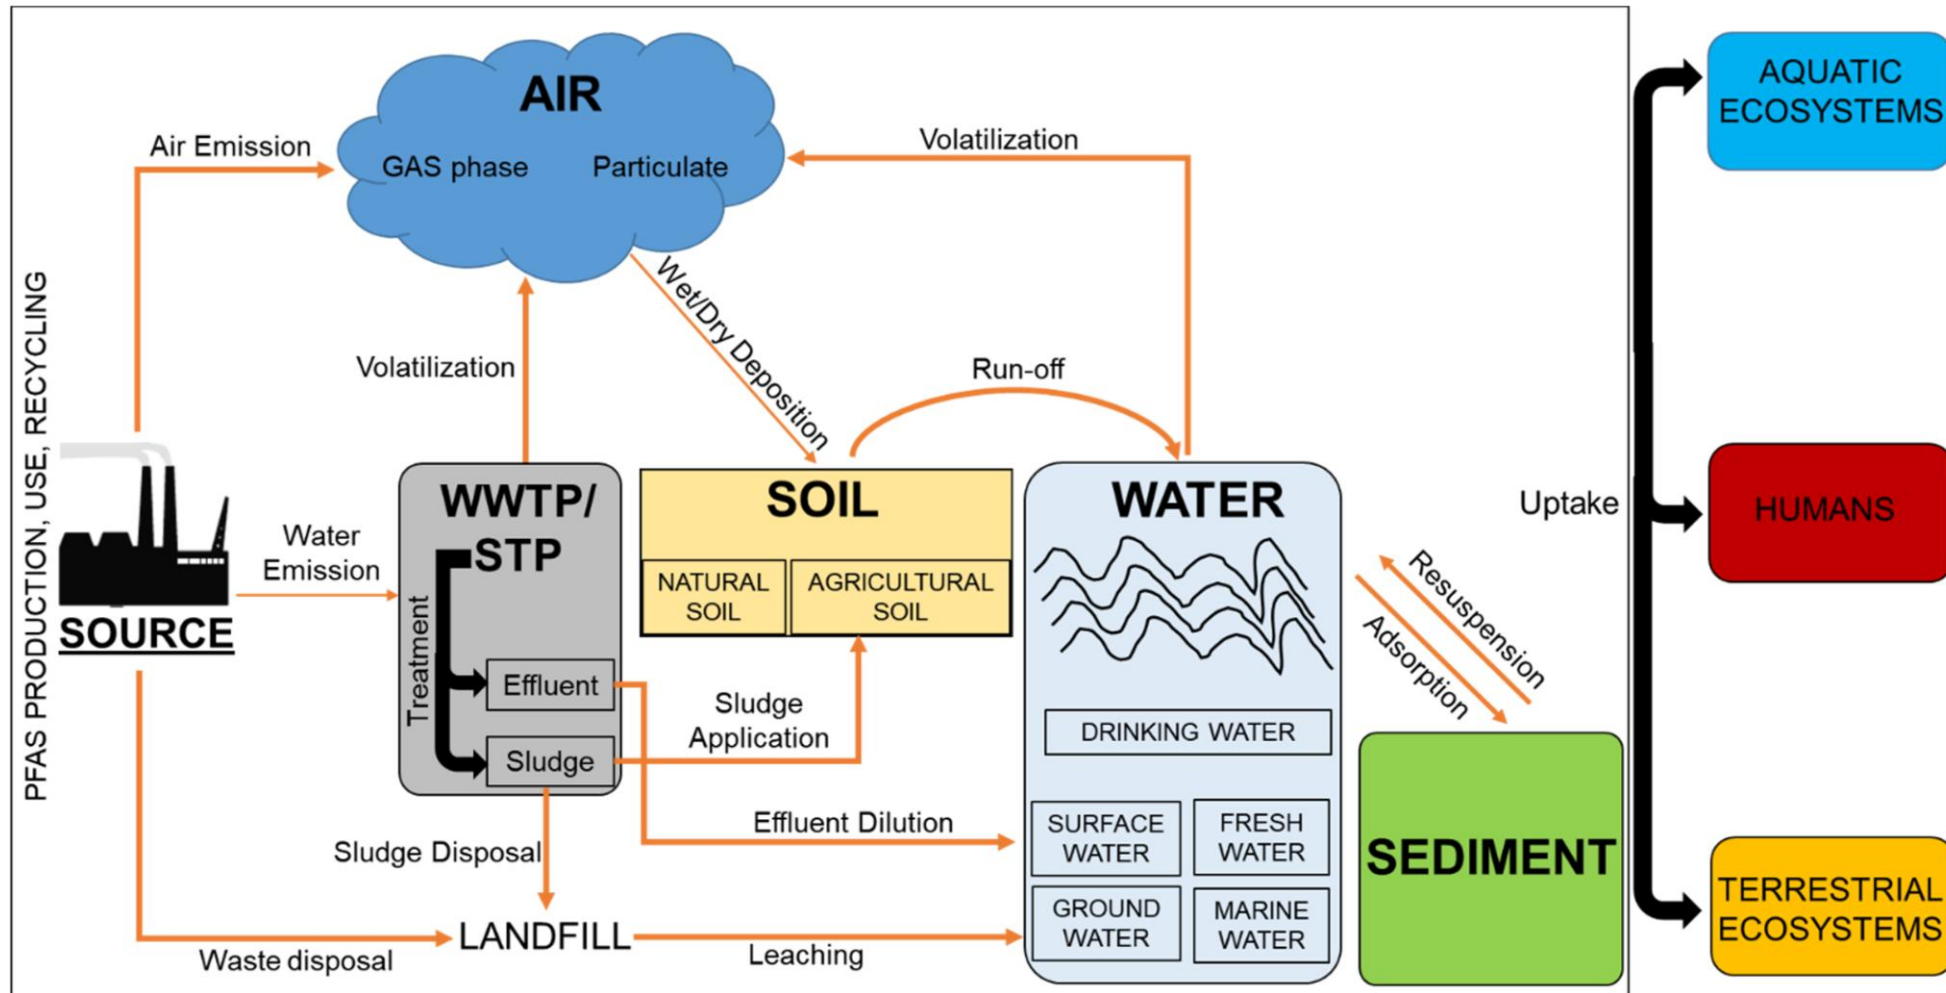 PFAS PRODUCTION, USE, RECYCLING
AIR
GAS phase
Particulate
Air Emission
Volatilization
Volatilization
Wet/Dry Deposition
Run-off
SOURCE
Water
Emission
WWTP/
STP
Treatment
Effluent
Sludge
SOIL
NATURAL
SOIL
AGRICULTURAL
SOIL
Sludge
Application
Effluent Dilution
Sludge Disposal
Waste disposal
LANDFILL
Leaching
WATER
DRINKING WATER
SURFACE
WATER
FRESH
WATER
GROUND
WATER
MARINE
WATER
Resuspension
Adsorption
SEDIMENT
Uptake
AQUATIC
ECOSYSTEMS
HUMANS
TERRESTRIAL
ECOSYSTEMS